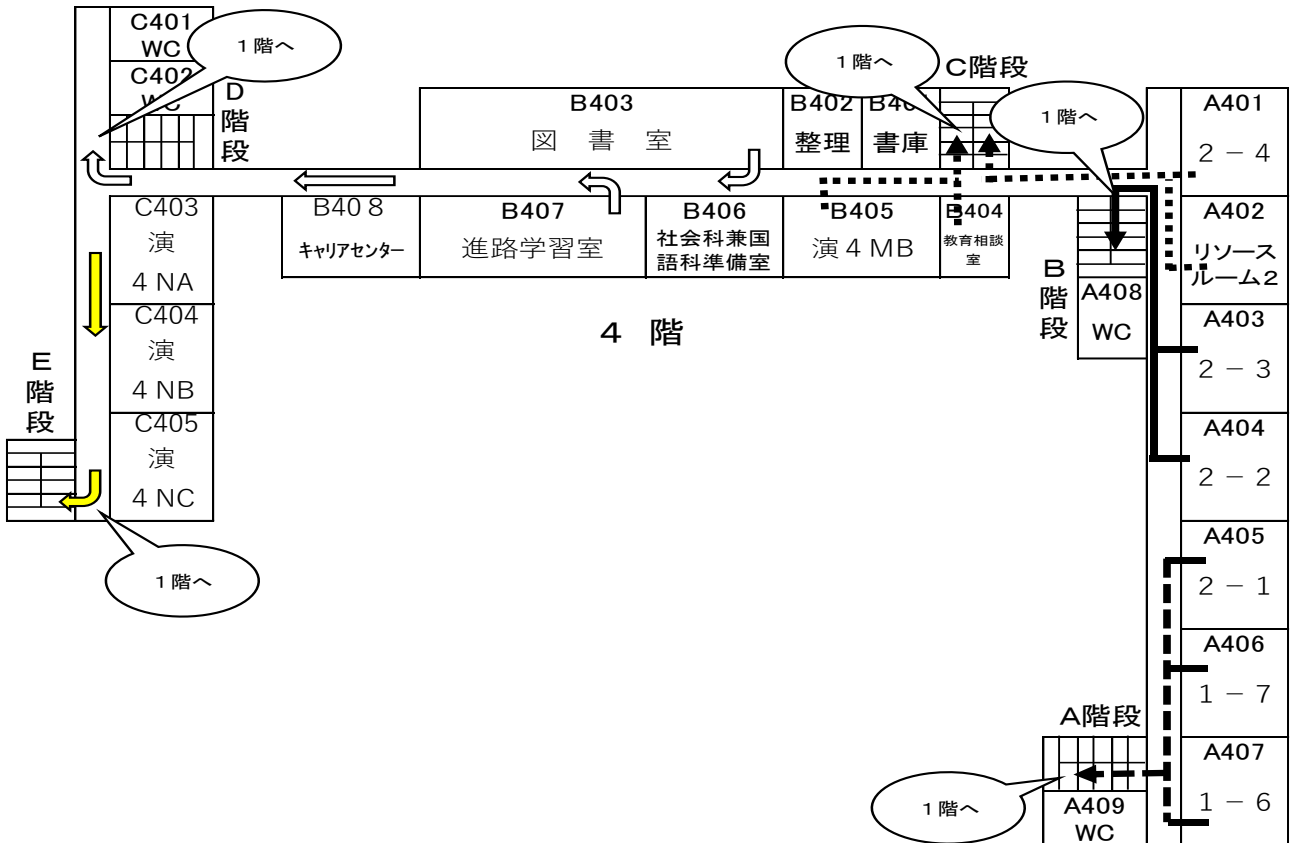 C401
WC
C402
WC
1階へ
D
階
段
B403
図 書 室
B402
整理
書庫
1階へ
C階段
1階へ
A401
2-4
C403
演
4NA
B408
キャリアセンター
B407
進路学習室
B406
社会科兼国
語科準備室
B405
演4MB
B404
教育相談
室
B
階
段
A408
WC
A402
リソース
ルーム2
4 階
A403
2-3
C404
演
4NB
E
階
段
C405
演
4NC
1階へ
A404
2-2
A405
2-1
A406
1-7
A階段
1階へ
A409
WC
A407
1-6